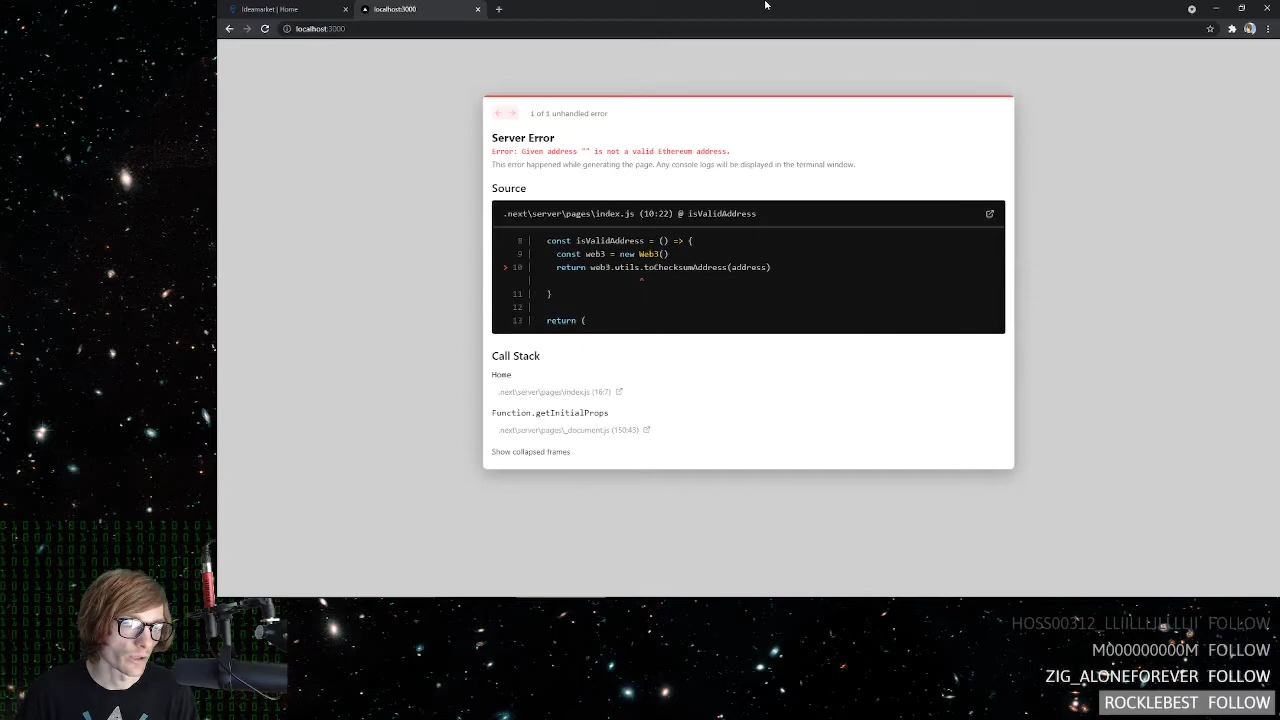 Ideamarket | Home
localhost:3000
localhost:3000
1 of 1 unhandled error
Server Error
Error: Given address "" is not a valid Ethereum address.
This error happened while generating the page. Any console logs will be displayed in the terminal window.
Source
.next\server\pages\index.js (10:22) @ isValidAddress
8 | const isValidAddress = () => {
9 | const web3 = new Web3()
> 10 | return web3.utils.toChecksumAddress(address)
| ^
11 | }
12 |
13 | return (
Call Stack
Home
.next\server\pages\index.js (16:7)
Function.getInitialProps
.next\server\pages\_document.js (150:43)
Show collapsed frames
M000000000M FOLLOW
ZIG_ALONEFOREVER FOLLOW
ROCKLEBEST FOLLOW